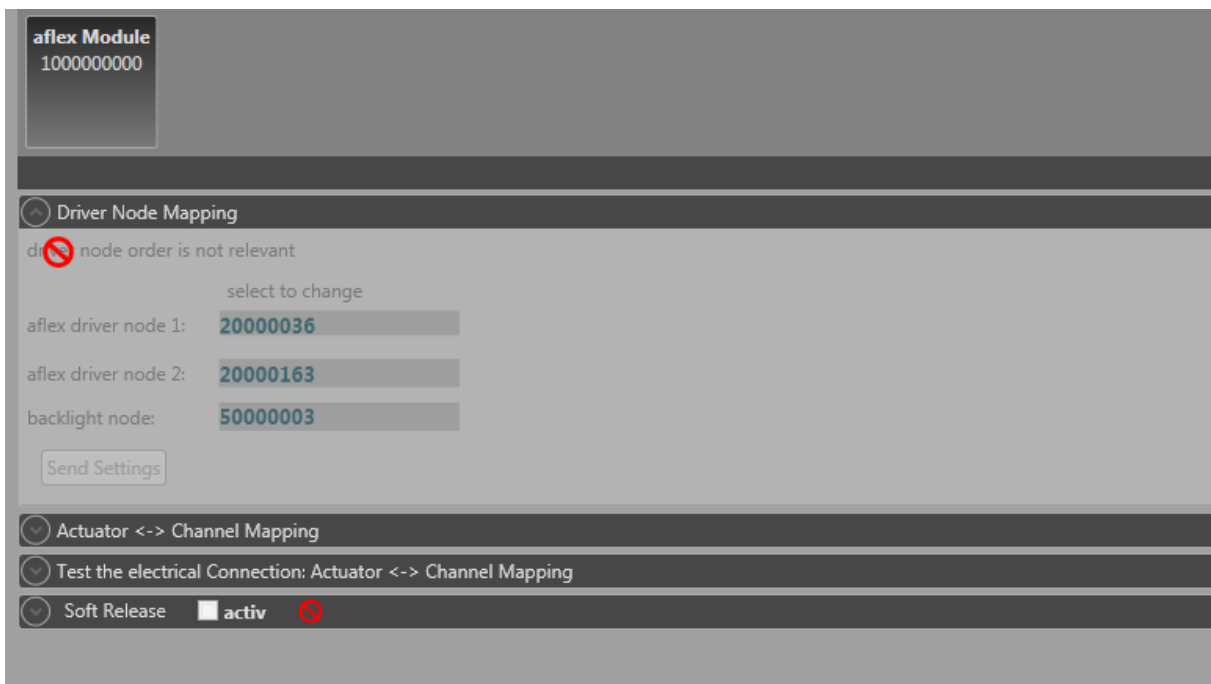 aflex Module
1000000000
Driver Node Mapping
driver node order is not relevant
select to change
aflex driver node 1: 20000036
aflex driver node 2: 20000163
backlight node: 50000003
Send Settings
Actuator <-> Channel Mapping
Test the electrical Connection: Actuator <-> Channel Mapping
Soft Release activ